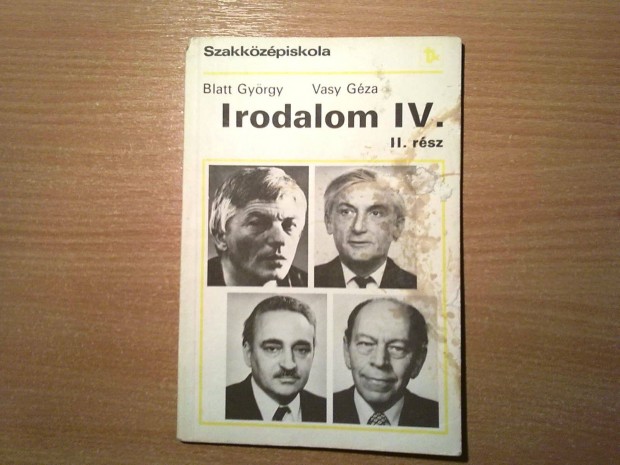 Szakközépiskola
Blatt György Vasy Géza
Irodalom IV.
II. rész